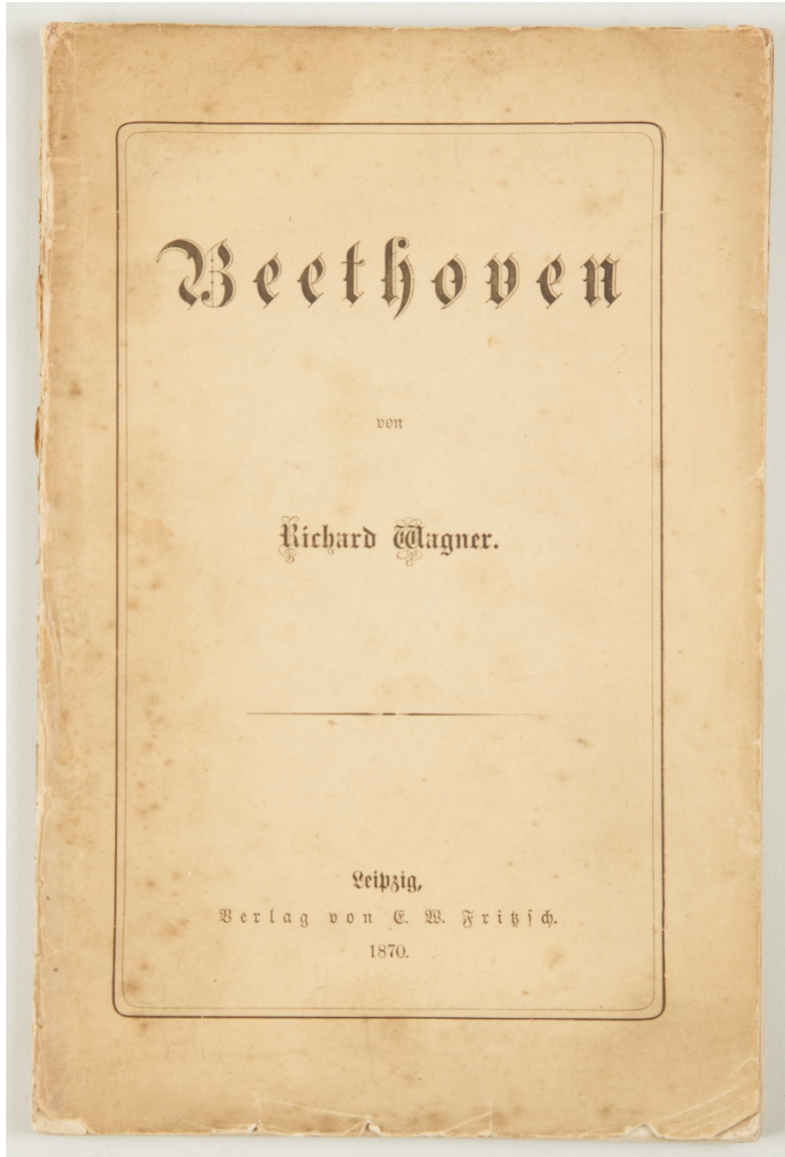 Beethoven
von
Richard Wagner.
Leipzig,
Verlag von E. W. Fritzsch.
1870.